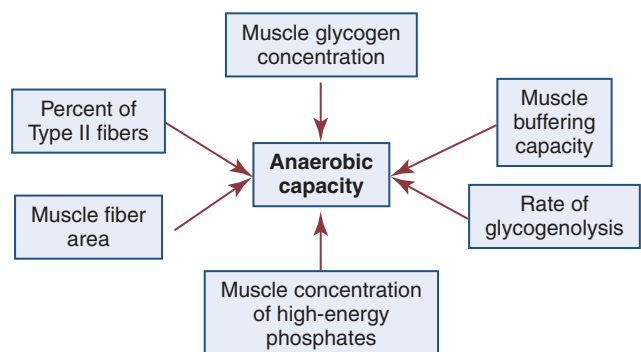 Muscle glycogen
concentration
Percent of
Type II fibers
Muscle
buffering
capacity
Anaerobic
capacity
Muscle fiber
area
Rate of
glycogenolysis
Muscle concentration
of high-energy
phosphates